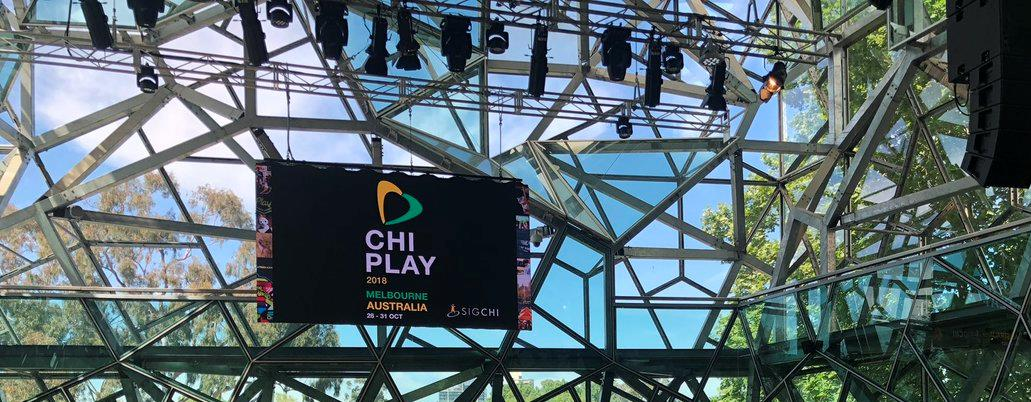 CHI
PLAY
2018
MELBOURNE
AUSTRALIA
28 - 31 OCT
SIGCHI